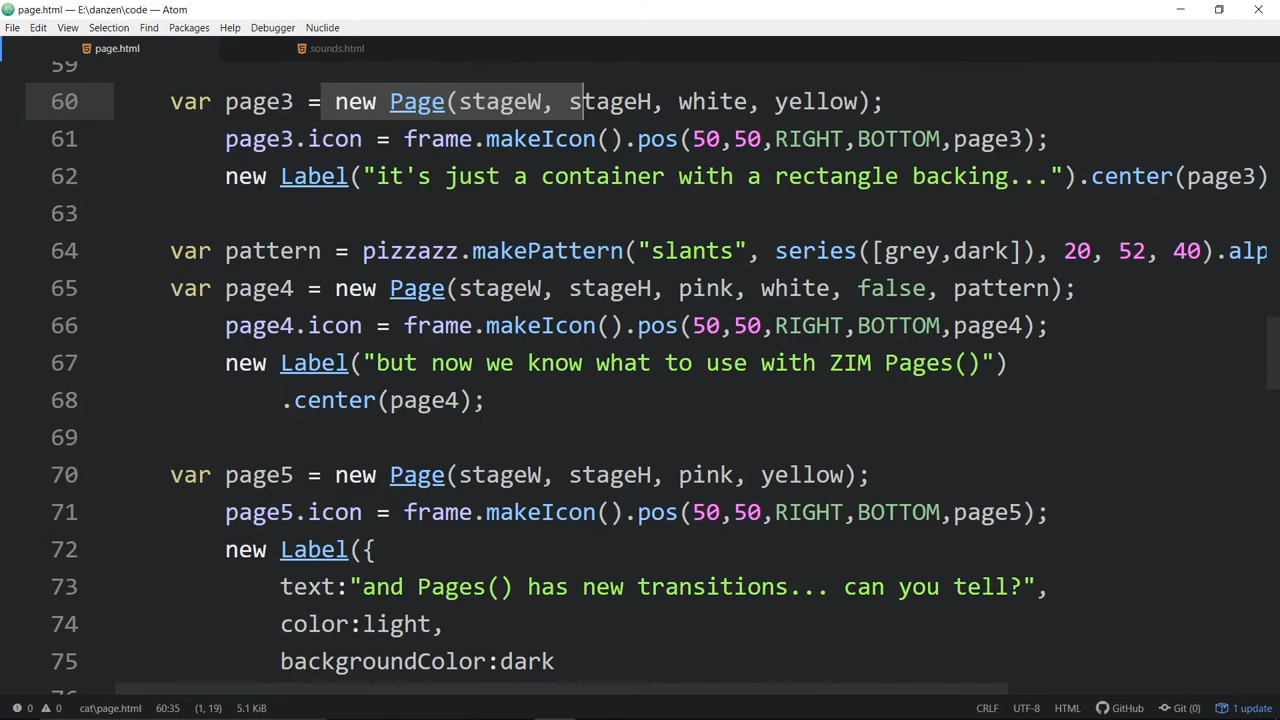 page.html — E:\danzen\code — Atom
File Edit View Selection Find Packages Help Debugger Nuclide
page.html sounds.html
59
60 var page3 = new Page(stageW, stageH, white, yellow);
61 page3.icon = frame.makeIcon().pos(50,50,RIGHT,BOTTOM,page3);
62 new Label("it's just a container with a rectangle backing...").center(page3)
63
64 var pattern = pizzazz.makePattern("slants", series([grey,dark]), 20, 52, 40).alp
65 var page4 = new Page(stageW, stageH, pink, white, false, pattern);
66 page4.icon = frame.makeIcon().pos(50,50,RIGHT,BOTTOM,page4);
67 new Label("but now we know what to use with ZIM Pages()")
68 .center(page4);
69
70 var page5 = new Page(stageW, stageH, pink, yellow);
71 page5.icon = frame.makeIcon().pos(50,50,RIGHT,BOTTOM,page5);
72 new Label({
73 text:"and Pages() has new transitions... can you tell?",
74 color:light,
75 backgroundColor:dark
0 0 cat\page.html 60:35 (1, 19) 5.1 KiB CRLF UTF-8 HTML GitHub Git (0) 1 update